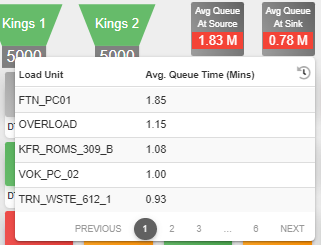 Kings 1
Kings 2
Avg Queue
At Source
1.83 M
Avg Queue
At Sink
0.78 M
5000
5000
Load Unit
Avg. Queue Time (Mins)
FTN_PC01
1.85
OVERLOAD
1.15
KFR_ROMS_309_B
1.08
VOK_PC_02
1.00
TRN_WSTE_612_1
0.93
PREVIOUS
1
2
3
...
6
NEXT